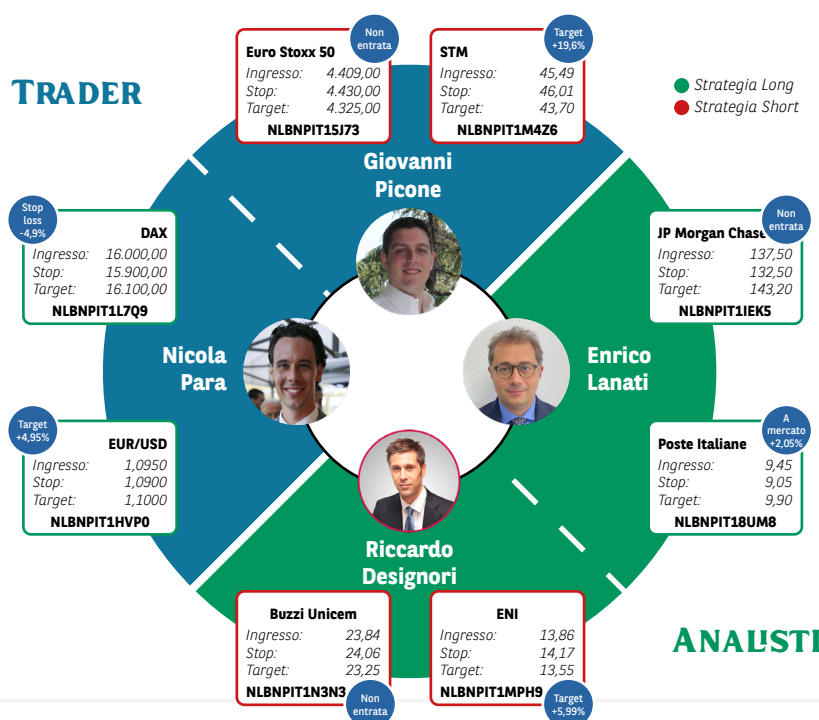 TRADER
Euro Stoxx 50
Non
entrata
Ingresso: 4.409,00
Stop: 4.430,00
Target: 4.325,00
NLBNPIT15J73
STM
Target
+19,6%
Ingresso: 45,49
Stop: 46,01
Target: 43,70
NLBNPIT1M4Z6
Strategia Long
Strategia Short
Giovanni
Picone
Stop
loss
-4,9%
DAX
Ingresso: 16.000,00
Stop: 15.900,00
Target: 16.100,00
NLBNPIT1L7Q9
JP Morgan Chase
Non
entrata
Ingresso: 137,50
Stop: 132,50
Target: 143,20
NLBNPIT1IEK5
Nicola
Para
Enrico
Lanati
Target
+4,95%
EUR/USD
Ingresso: 1,0950
Stop: 1,0900
Target: 1,1000
NLBNPIT1HVP0
Poste Italiane
A
mercato
+2,05%
Ingresso: 9,45
Stop: 9,05
Target: 9,90
NLBNPIT18UM8
Riccardo
Designori
Buzzi Unicem
Ingresso: 23,84
Stop: 24,06
Target: 23,25
NLBNPIT1N3N3
Non
entrata
ENI
Ingresso: 13,86
Stop: 14,17
Target: 13,55
NLBNPIT1MPH9
Target
+5,99%
ANALISTI